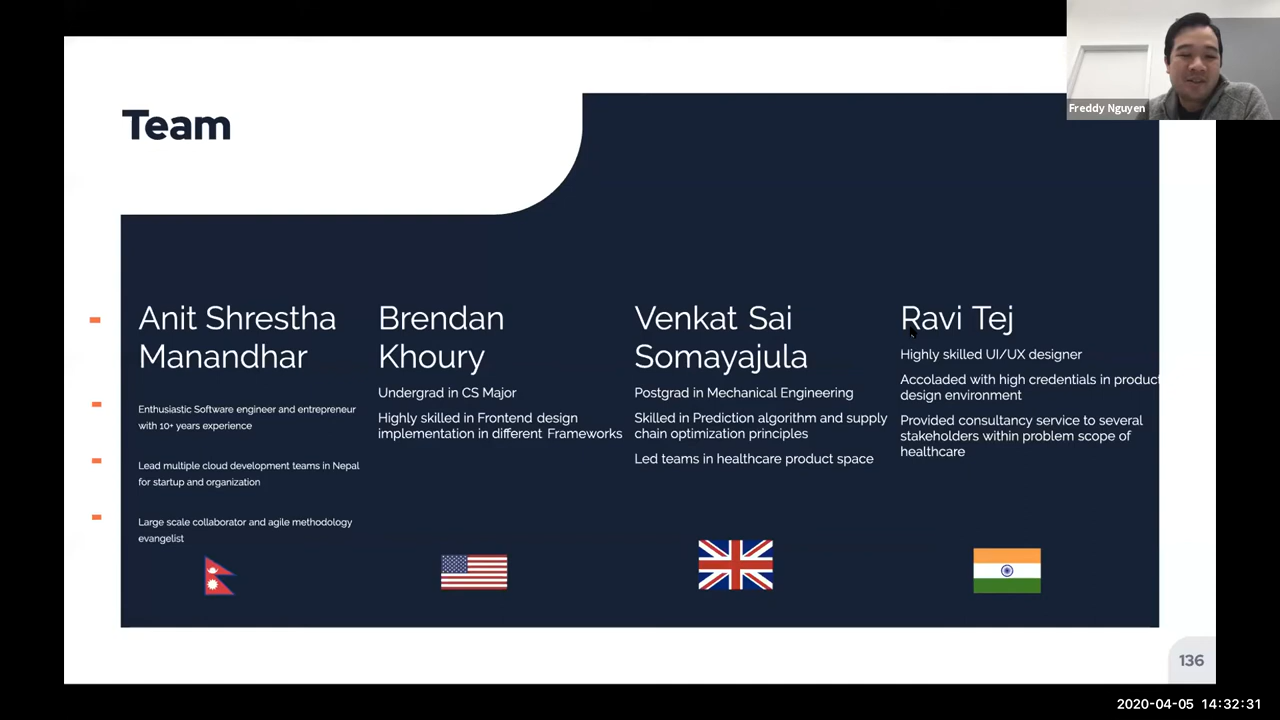 Freddy Nguyen
Team
Anit Shrestha
Manandhar
Enthusiastic Software engineer and entrepreneur
with 10+ years experience
Lead multiple cloud development teams in Nepal
for startup and organization
Large scale collaborator and agile methodology
evangelist
Brendan
Khoury
Undergrad in CS Major
Highly skilled in Frontend design
implementation in different Frameworks
Venkat Sai
Somayajula
Postgrad in Mechanical Engineering
Skilled in Prediction algorithm and supply
chain optimization principles
Led teams in healthcare product space
Ravi Tej
Highly skilled UI/UX designer
Accoladed with high credentials in product
design environment
Provided consultancy service to several
stakeholders within problem scope of
healthcare
136
2020-04-05 14:32:31